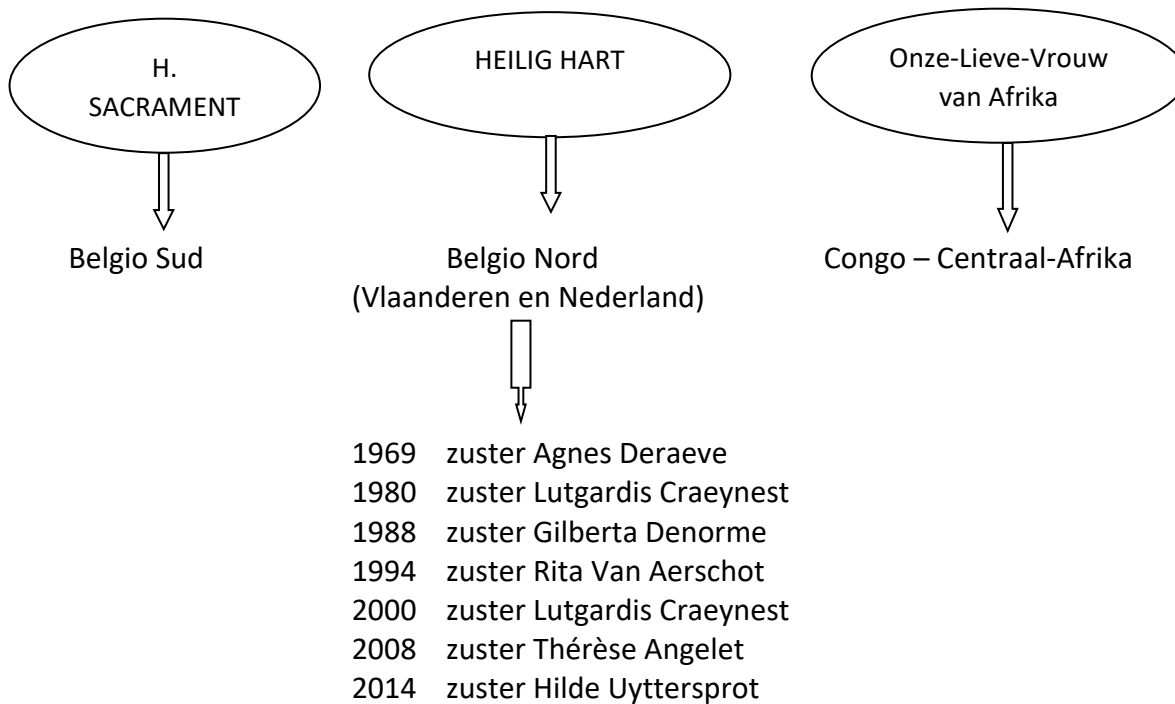 H.
SACRAMENT
HEILIG HART
Onze-Lieve-Vrouw
van Afrika
Belgio Sud
Belgio Nord
(Vlaanderen en Nederland)
Congo – Centraal-Afrika
1969 zuster Agnes Deraeve
1980 zuster Lutgardis Craeynest
1988 zuster Gilberta Denorme
1994 zuster Rita Van Aerschot
2000 zuster Lutgardis Craeynest
2008 zuster Thérèse Angelet
2014 zuster Hilde Uyttersprot